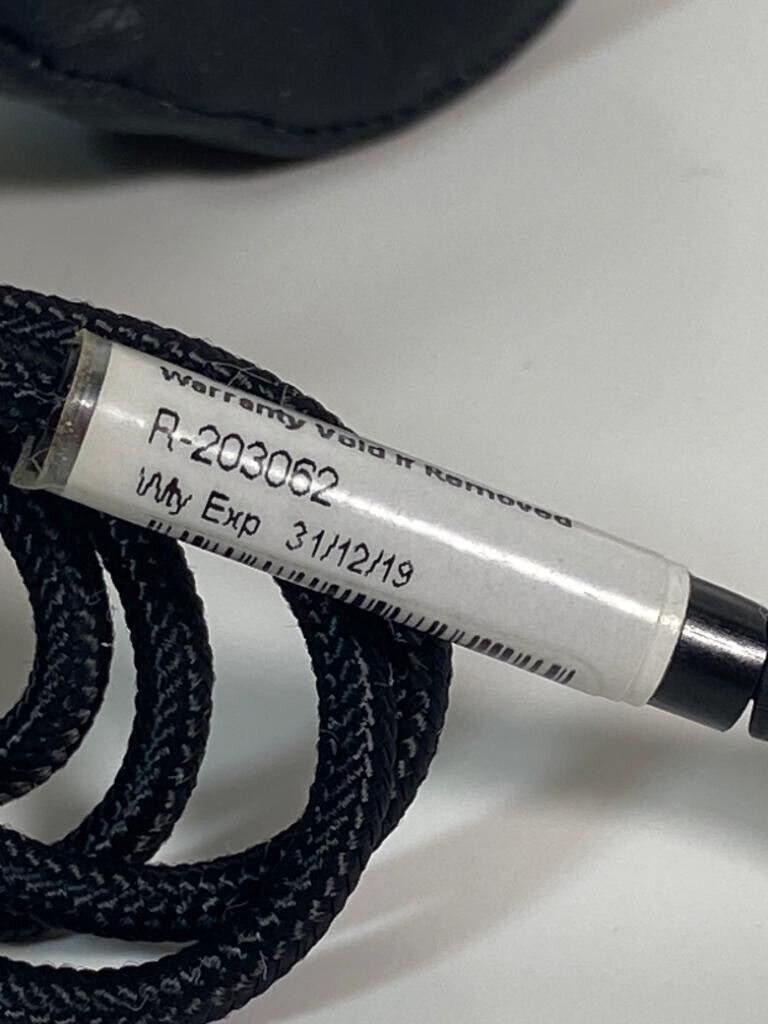 Warranty Void If Removed
R-203062
Wty Exp 31/12/19